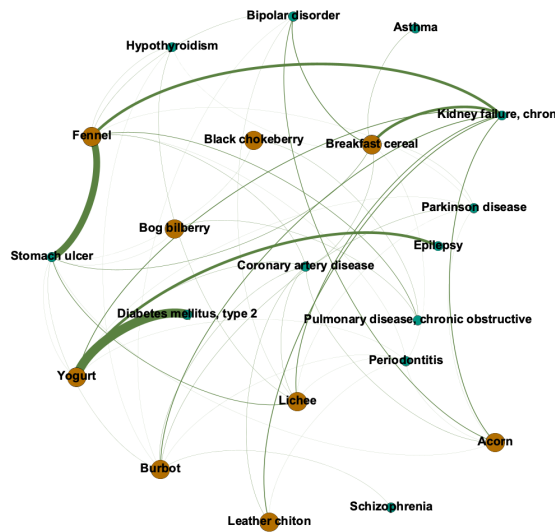 Bipolar disorder
Asthma
Hypothyroidism
Kidney failure, chron
Fennel
Black chokeberry
Breakfast cereal
Parkinson disease
Bog bilberry
Epilepsy
Stomach ulcer
Coronary artery disease
Diabetes mellitus, type 2
Pulmonary disease, chronic obstructive
Periodontitis
Yogurt
Lichee
Acorn
Burbot
Schizophrenia
Leather chiton